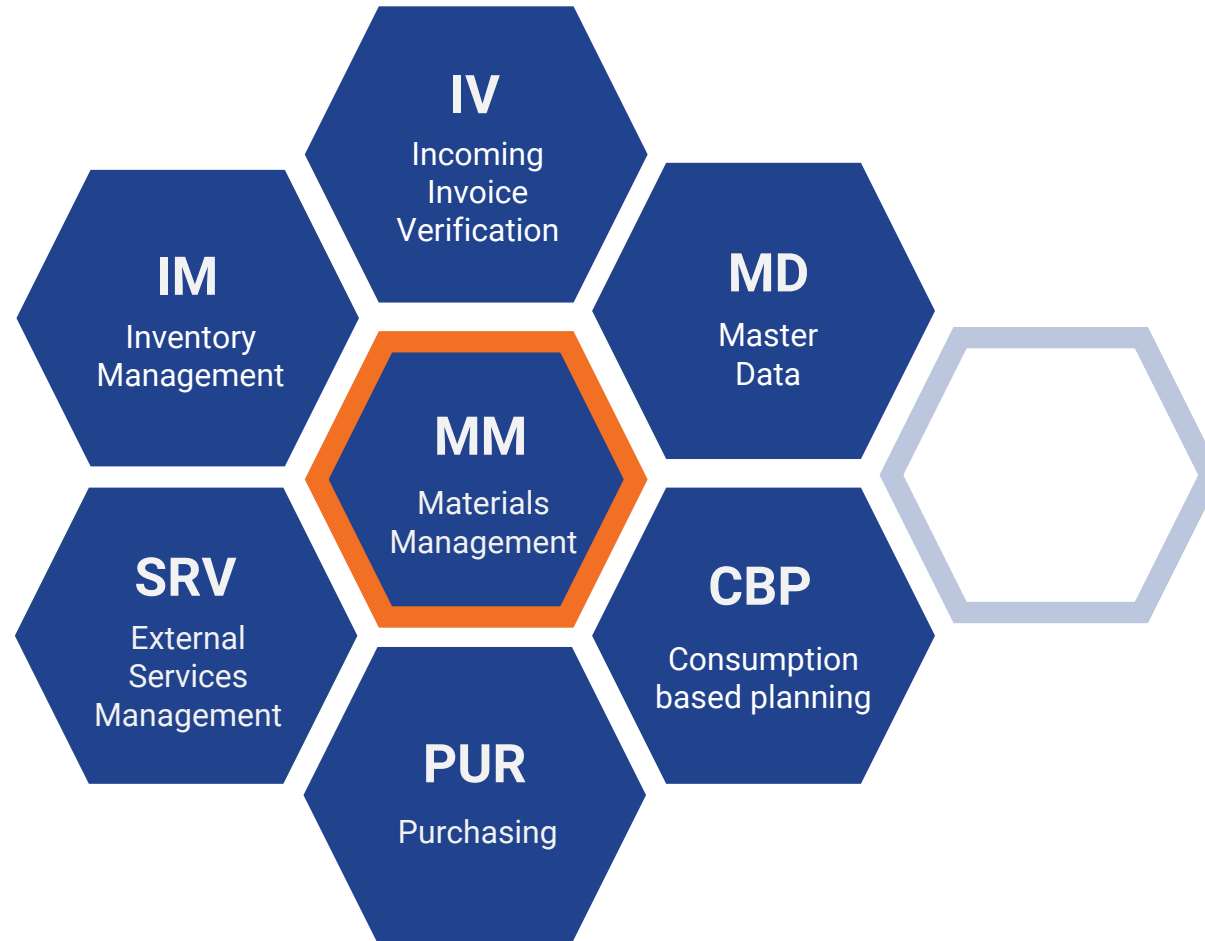 IV
Incoming
Invoice
Verification
IM
Inventory
Management
MD
Master
Data
MM
Materials
Management
SRV
External
Services
Management
CBP
Consumption
based planning
PUR
Purchasing